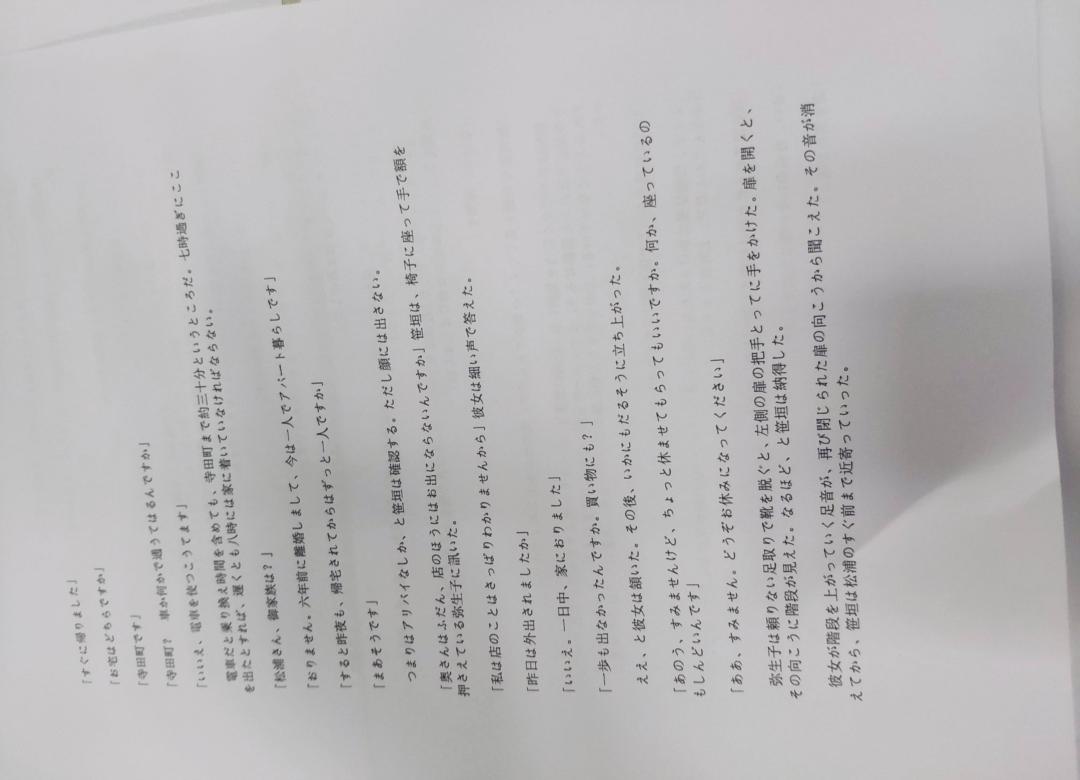 「すぐに帰りました」
「お宅はどちらですか」
「寺田町です」
「寺田町？　車か何かで通うてはるんですか」
「いいえ、電車を使つこうてます」
電車だと乗り換え時間を含めても、寺田町まで約三十分というところだ。七時過ぎにここ
を出たとすれば、遅くとも八時には家に着いていなければならない。
「松浦さん、御家族は？」
「おりません。六年前に離婚しまして、今は一人でアパート暮らしです」
「すると昨夜も、帰宅されてからはずっと一人ですか」
「まあそうです」
つまりはアリバイなしか、と笹垣は確認する。ただし顔には出さない。
「奥さんはふだん、店のほうにはお出にならないんですか」笹垣は、椅子に座って手で額を
押さえている弥生子に訊いた。
「私は店のことはさっぱりわかりませんから」彼女は細い声で答えた。
「昨日は外出されましたか」
「いいえ。一日中、家におりました」
「一歩も出なかったんですか。買い物にも？」
ええ、と彼女は頷いた。その後、いかにもだるそうに立ち上がった。
「あのう、すみませんけど、ちょっと休ませてもらってもいいですか。何か、座っているの
もしんどいんです」
「ああ、すみません。どうぞお休みになってください」
弥生子は頼りない足取りで靴を脱ぐと、左側の扉の把手とってに手をかけた。扉を開くと、
その向こうに階段が見えた。なるほど、と笹垣は納得した。
彼女が階段を上がっていく足音が、再び閉じられた扉の向こうから聞こえた。その音が消
えてから、笹垣は松浦のすぐ前まで近寄っていった。